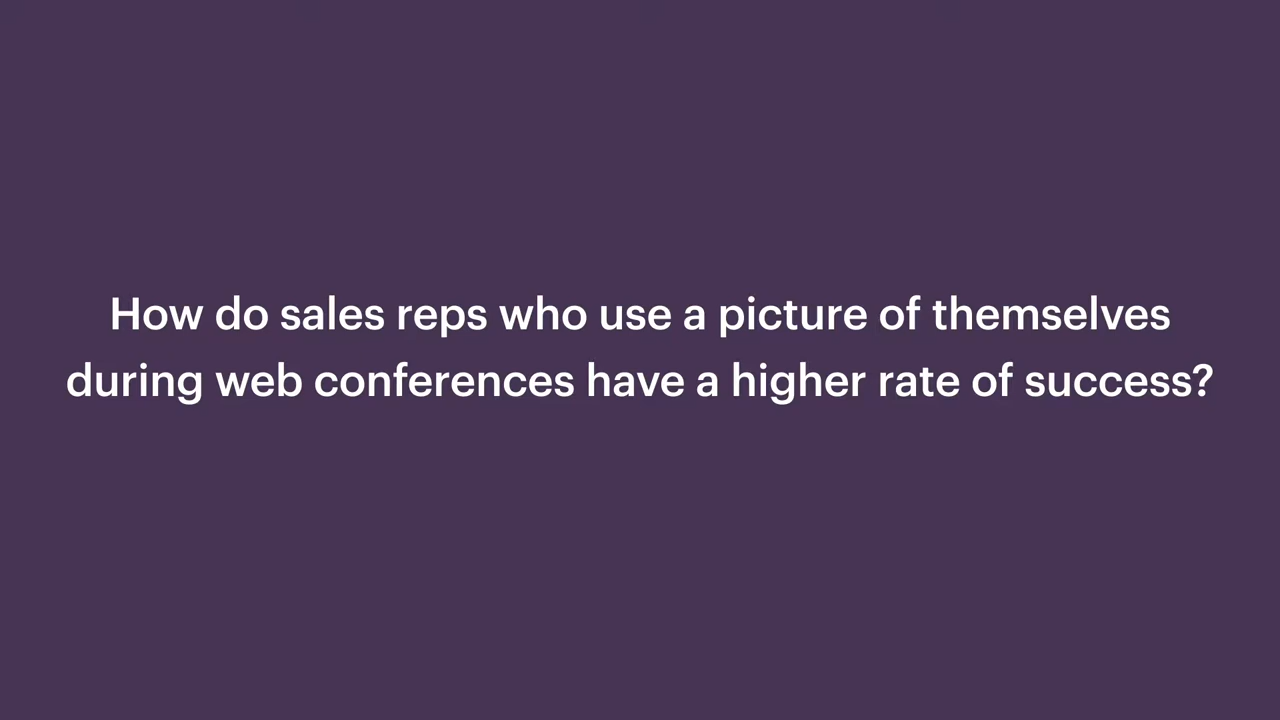 How do sales reps who use a picture of themselves
during web conferences have a higher rate of success?